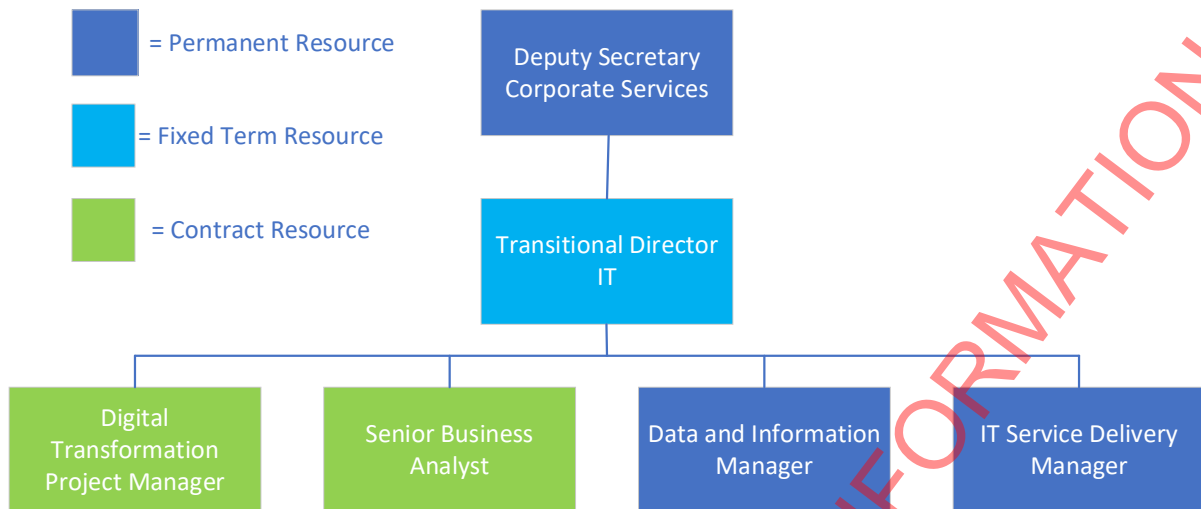 = Permanent Resource
= Fixed Term Resource
= Contract Resource
Deputy Secretary
Corporate Services
Transitional Director
IT
Digital
Transformation
Project Manager
Senior Business
Analyst
Data and Information
Manager
IT Service Delivery
Manager
INFORMATION